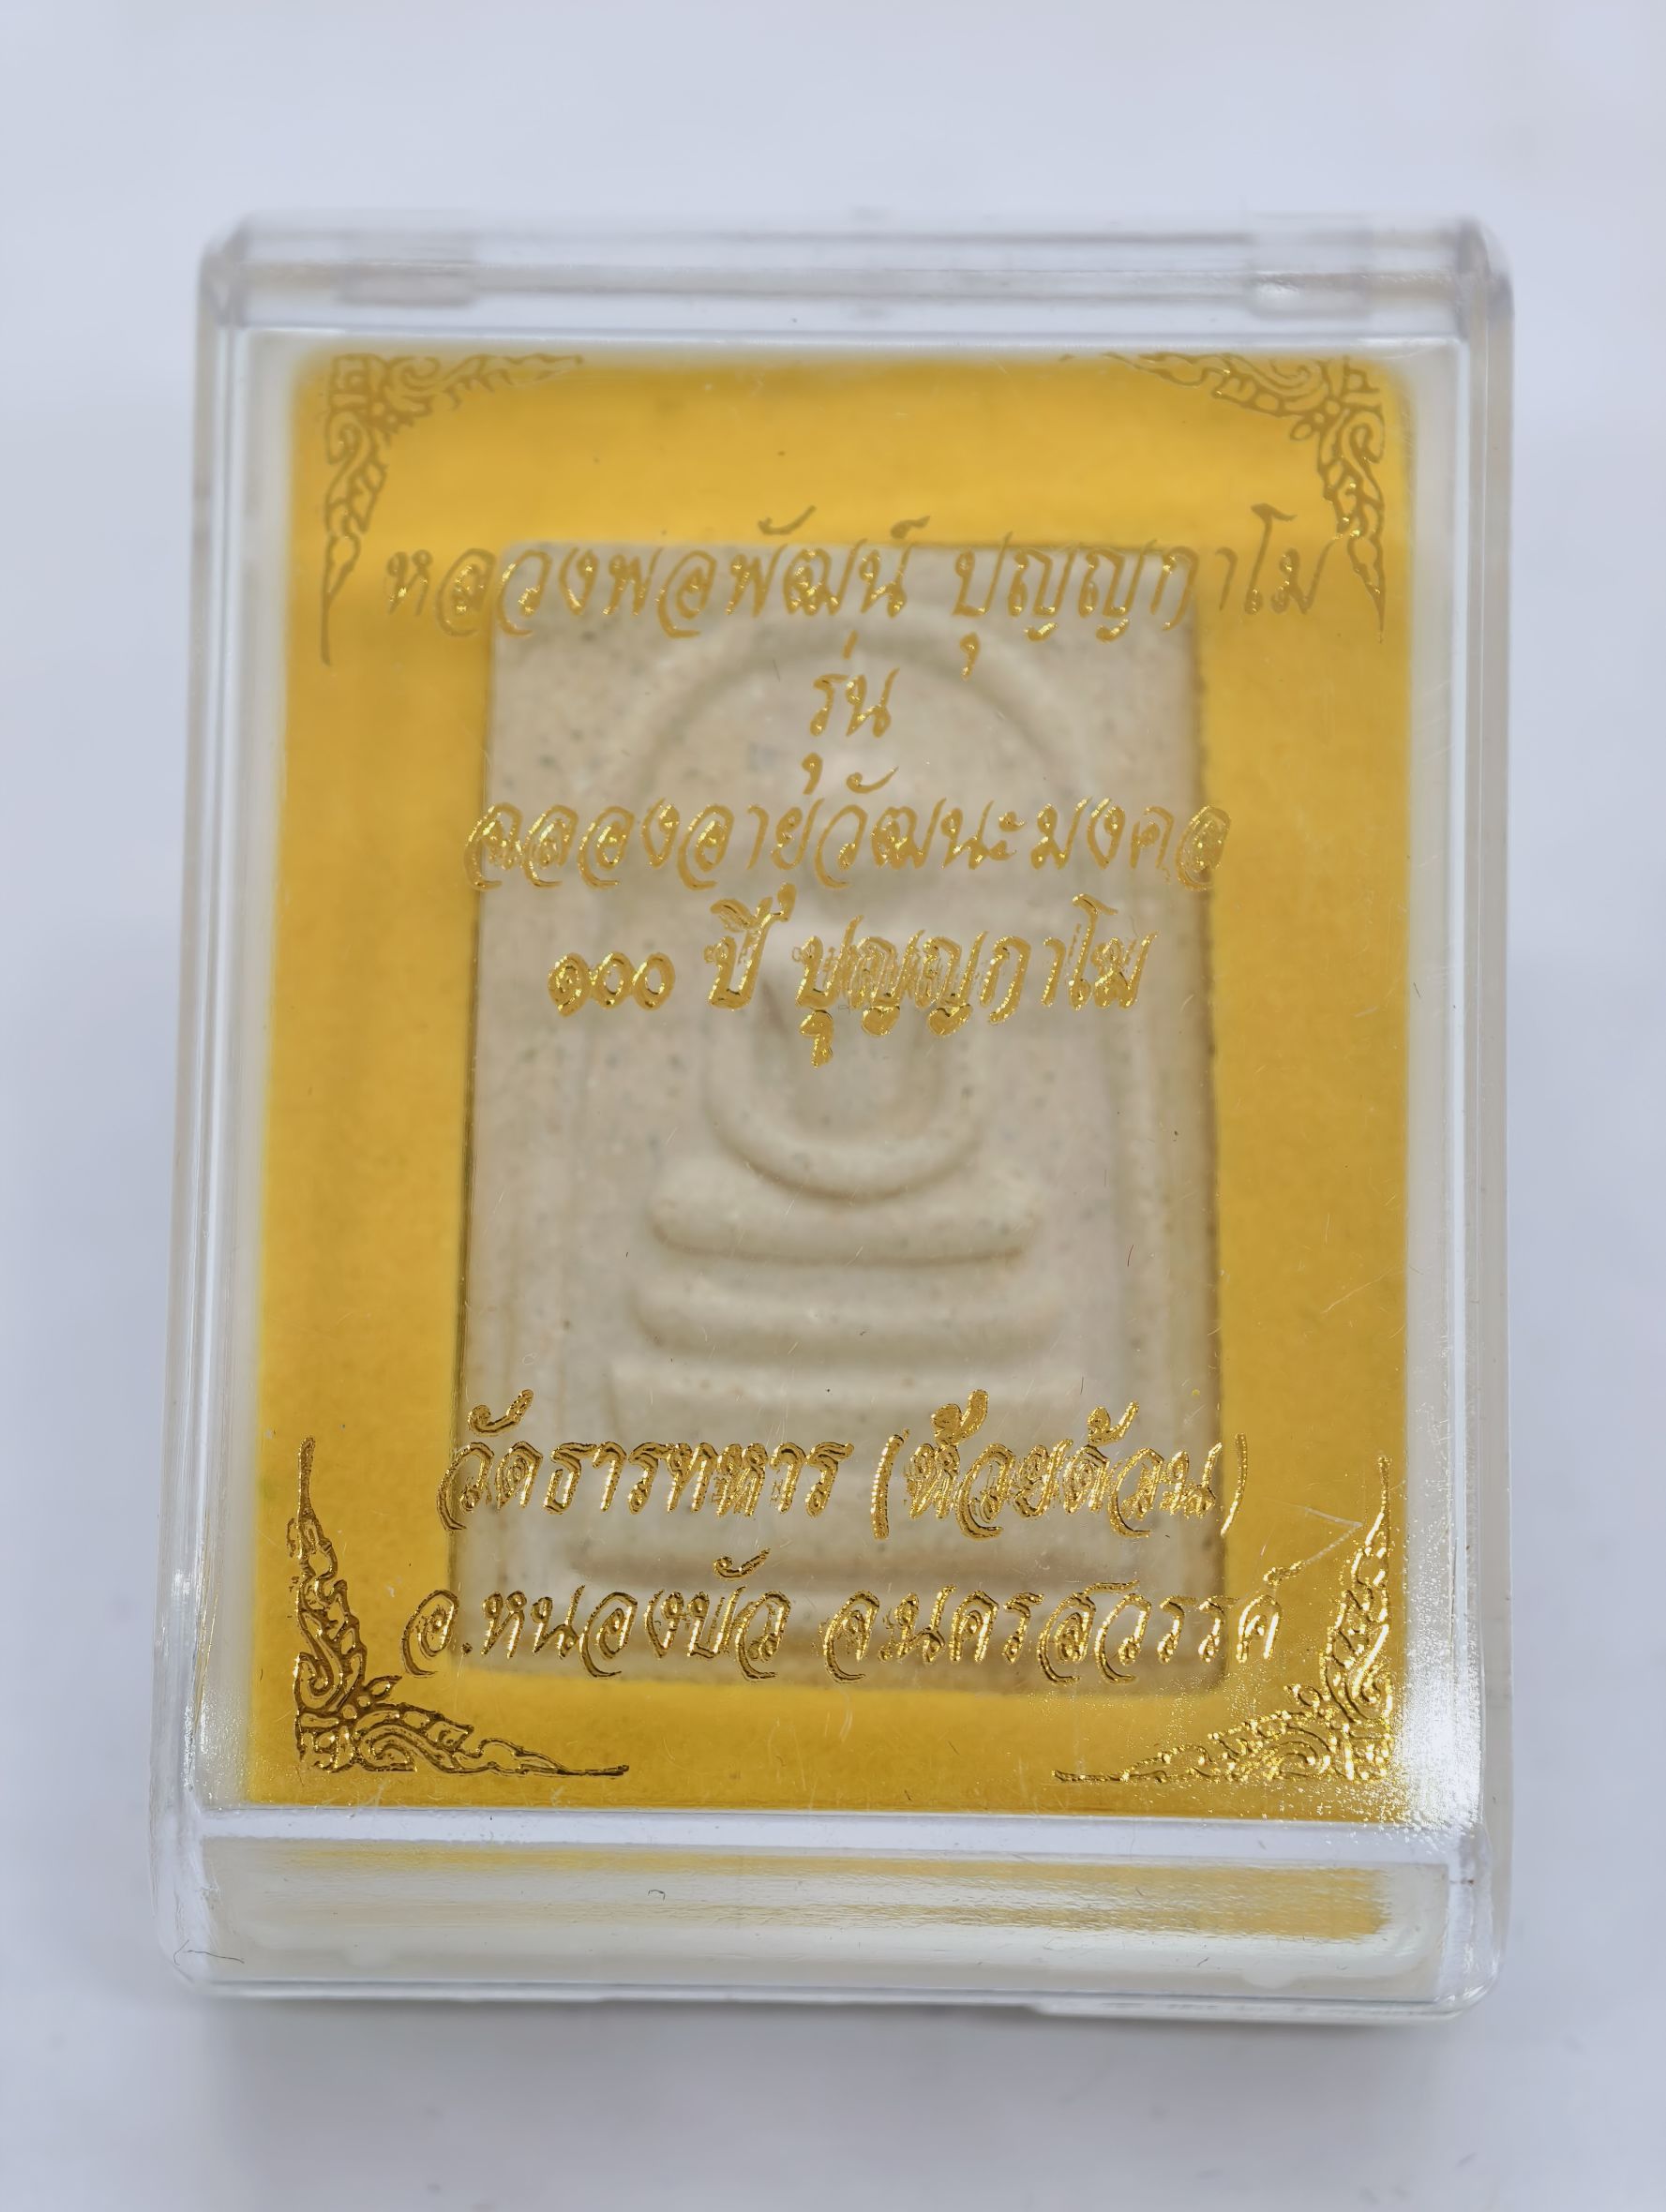 หลวงพ่อพัฒน์ ปุญญกาโม
รุ่น
ฉลองอายุวัฒนะมงคล
๑๐๐ ปี ปุญญกาโม
วัดธารทหาร (ห้วยด้วน)
อ.หนองบัว จ.นครสวรรค์